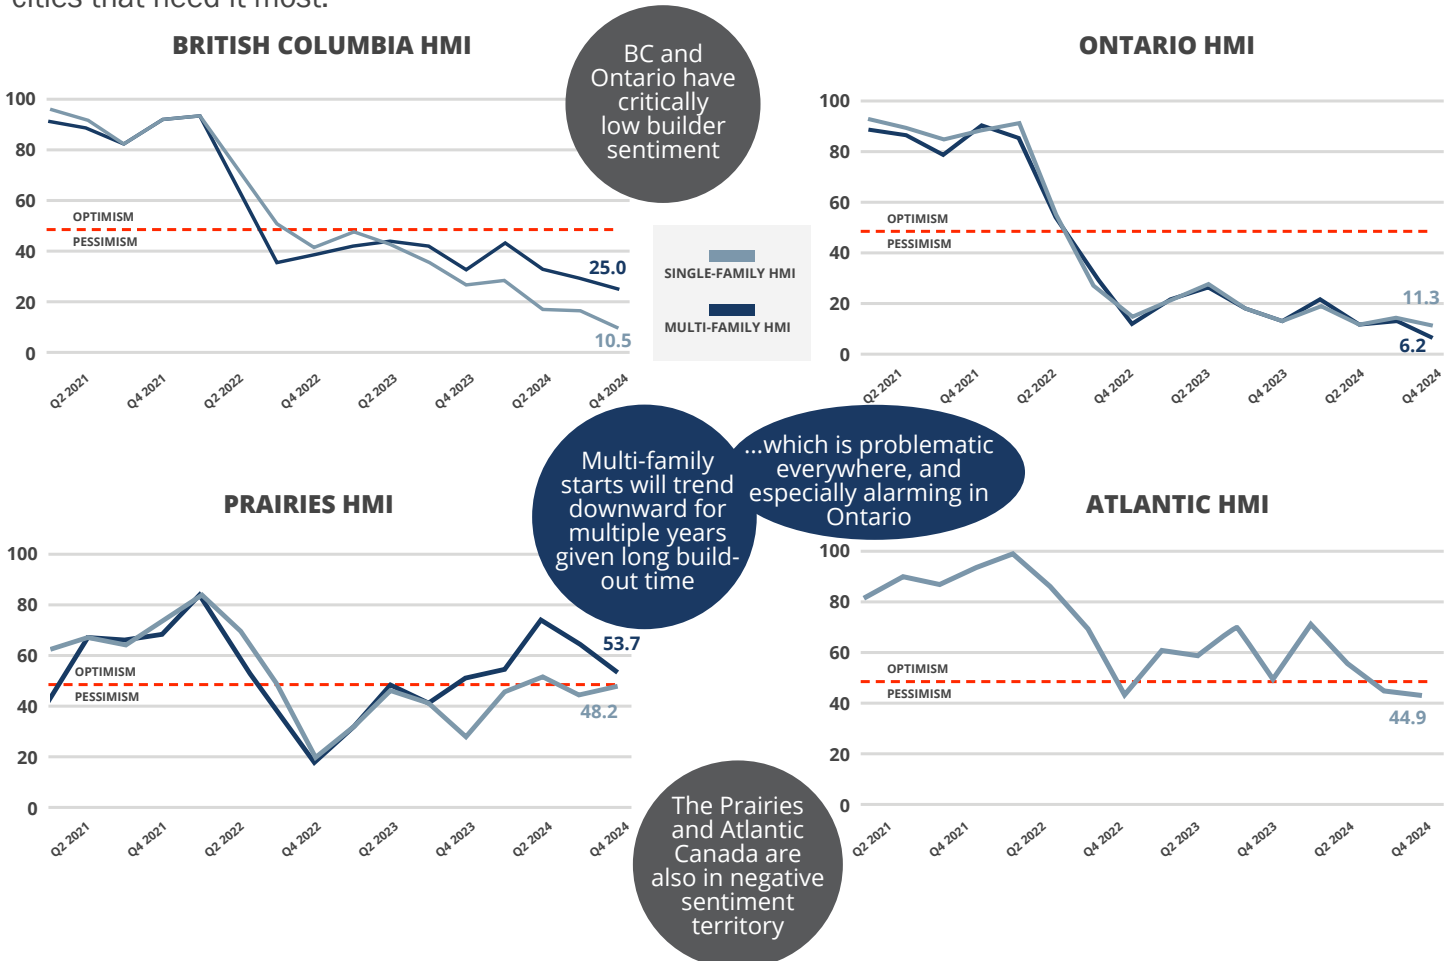 cities that need it most.
BRITISH COLUMBIA HMI
100
80
60
40
20
0
OPTIMISM
PESSIMISM
25.0
10.5
Q2 2021
Q4 2021
Q2 2022
Q4 2022
Q2 2023
Q4 2023
Q2 2024
Q4 2024
BC and
Ontario have
critically
low builder
sentiment
SINGLE-FAMILY HMI
MULTI-FAMILY HMI
ONTARIO HMI
100
80
60
40
20
0
OPTIMISM
PESSIMISM
11.3
6.2
Q2 2021
Q4 2021
Q2 2022
Q4 2022
Q2 2023
Q4 2023
Q2 2024
Q4 2024
Multi-family
starts will trend
downward for
multiple years
given long build-
out time
...which is problematic
everywhere, and
especially alarming in
Ontario
PRAIRIES HMI
100
80
60
40
20
0
OPTIMISM
PESSIMISM
53.7
48.2
Q2 2021
Q4 2021
Q2 2022
Q4 2022
Q2 2023
Q4 2023
Q2 2024
Q4 2024
ATLANTIC HMI
100
80
60
40
20
0
OPTIMISM
PESSIMISM
44.9
Q2 2021
Q4 2021
Q2 2022
Q4 2022
Q2 2023
Q4 2023
Q2 2024
Q4 2024
The Prairies
and Atlantic
Canada are
also in negative
sentiment
territory